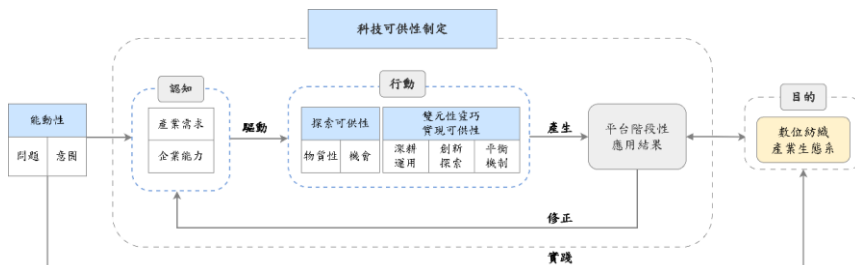 科技可供性制定
認知
行動
目的
能動性
問題
意圖
產業需求
企業能力
驅動
探索可供性
物質性
機會
雙元性靈巧
實現可供性
深耕
運用
創新
探索
平衡
機制
產生
平台階段性
應用結果
數位紡織
產業生態系
修正
實踐